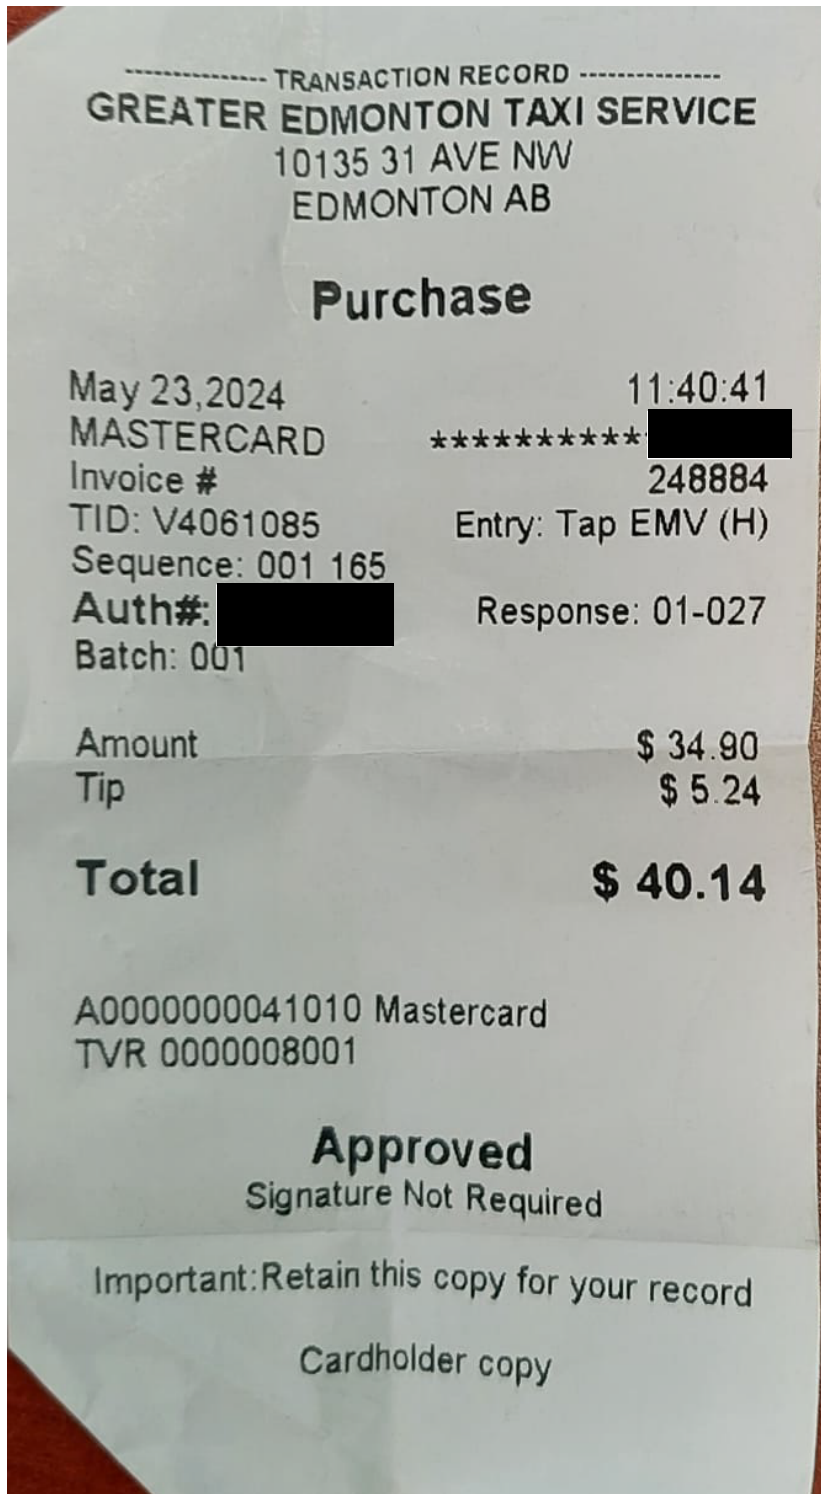 --------------- TRANSACTION RECORD ---------------
GREATER EDMONTON TAXI SERVICE
10135 31 AVE NW
EDMONTON AB
Purchase
May 23,2024 11:40:41
MASTERCARD **********
Invoice # 248884
TID: V4061085 Entry: Tap EMV (H)
Sequence: 001 165
Auth#: Response: 01-027
Batch: 001
Amount $ 34.90
Tip $ 5.24
Total $ 40.14
A0000000041010 Mastercard
TVR 0000008001
Approved
Signature Not Required
Important:Retain this copy for your record
Cardholder copy